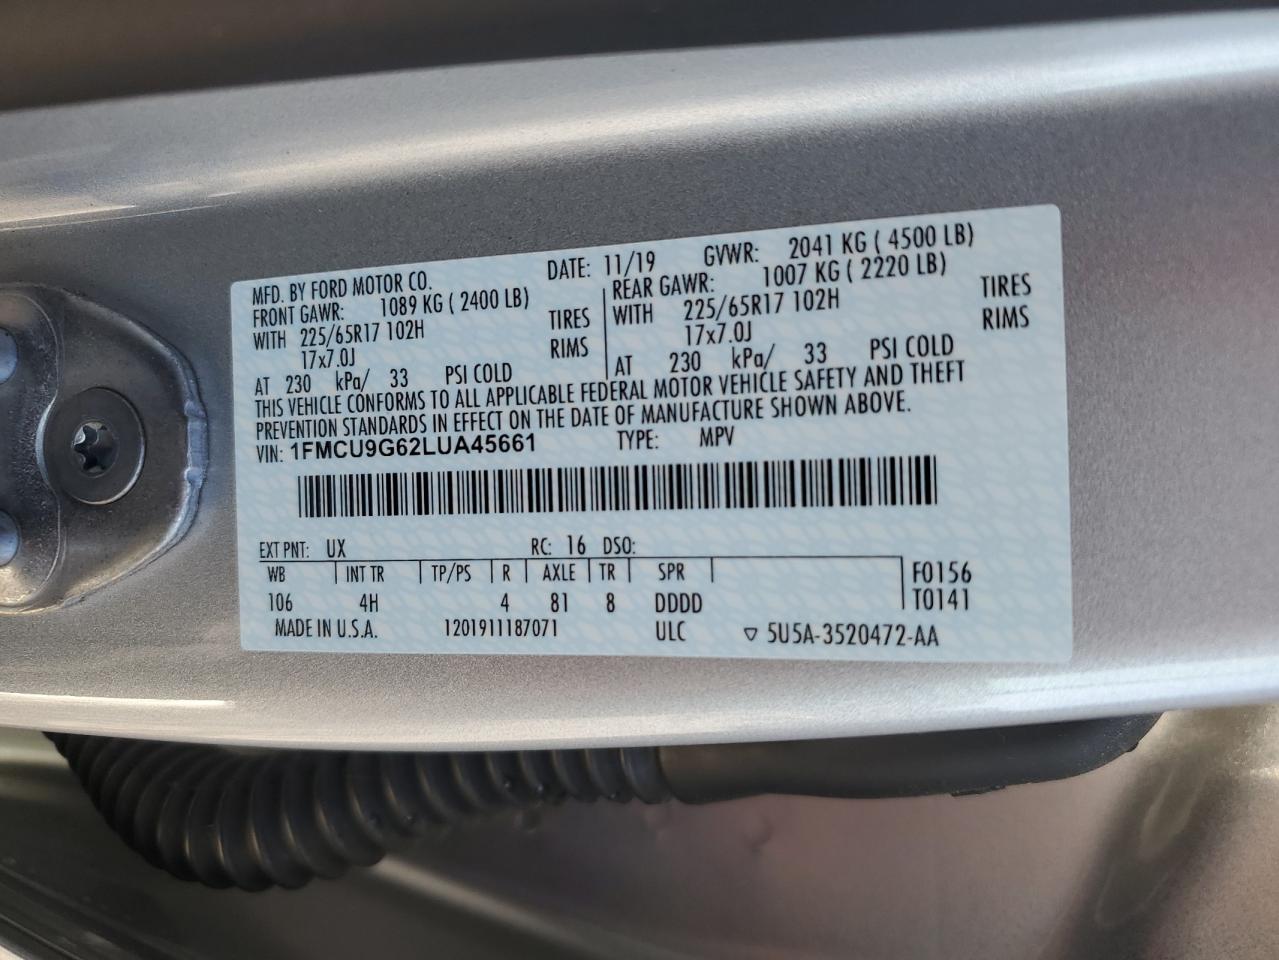 MFD. BY FORD MOTOR CO. DATE: 11/19 GVWR: 2041 KG ( 4500 LB)
FRONT GAWR: 1089 KG ( 2400 LB) REAR GAWR: 1007 KG ( 2220 LB)
WITH 225/65R17 102H TIRES WITH 225/65R17 102H TIRES
17x7.0J RIMS 17x7.0J RIMS
AT 230 kPa/ 33 PSI COLD AT 230 kPa/ 33 PSI COLD
THIS VEHICLE CONFORMS TO ALL APPLICABLE FEDERAL MOTOR VEHICLE SAFETY AND THEFT
PREVENTION STANDARDS IN EFFECT ON THE DATE OF MANUFACTURE SHOWN ABOVE.
VIN: 1FMCU9G62LUA45661 TYPE: MPV
EXT PNT: UX RC: 16 DSO:
WB INT TR TP/PS R AXLE TR SPR F0156
106 4H 4 81 8 DDDD T0141
MADE IN U.S.A. 1201911187071 ULC ▽ 5U5A-3520472-AA